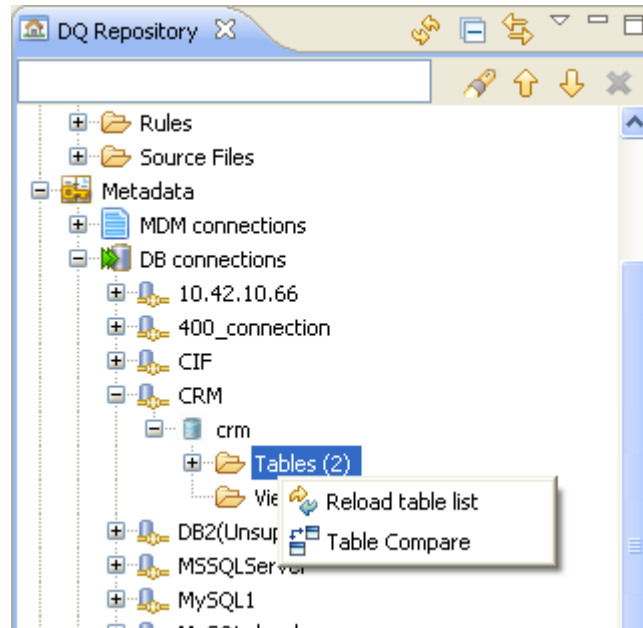 DQ Repository
Rules
Source Files
Metadata
MDM connections
DB connections
10.42.10.66
400_connection
CIF
CRM
crm
Tables (2)
Reload table list
Table Compare
MSSQLServer
MySQL1